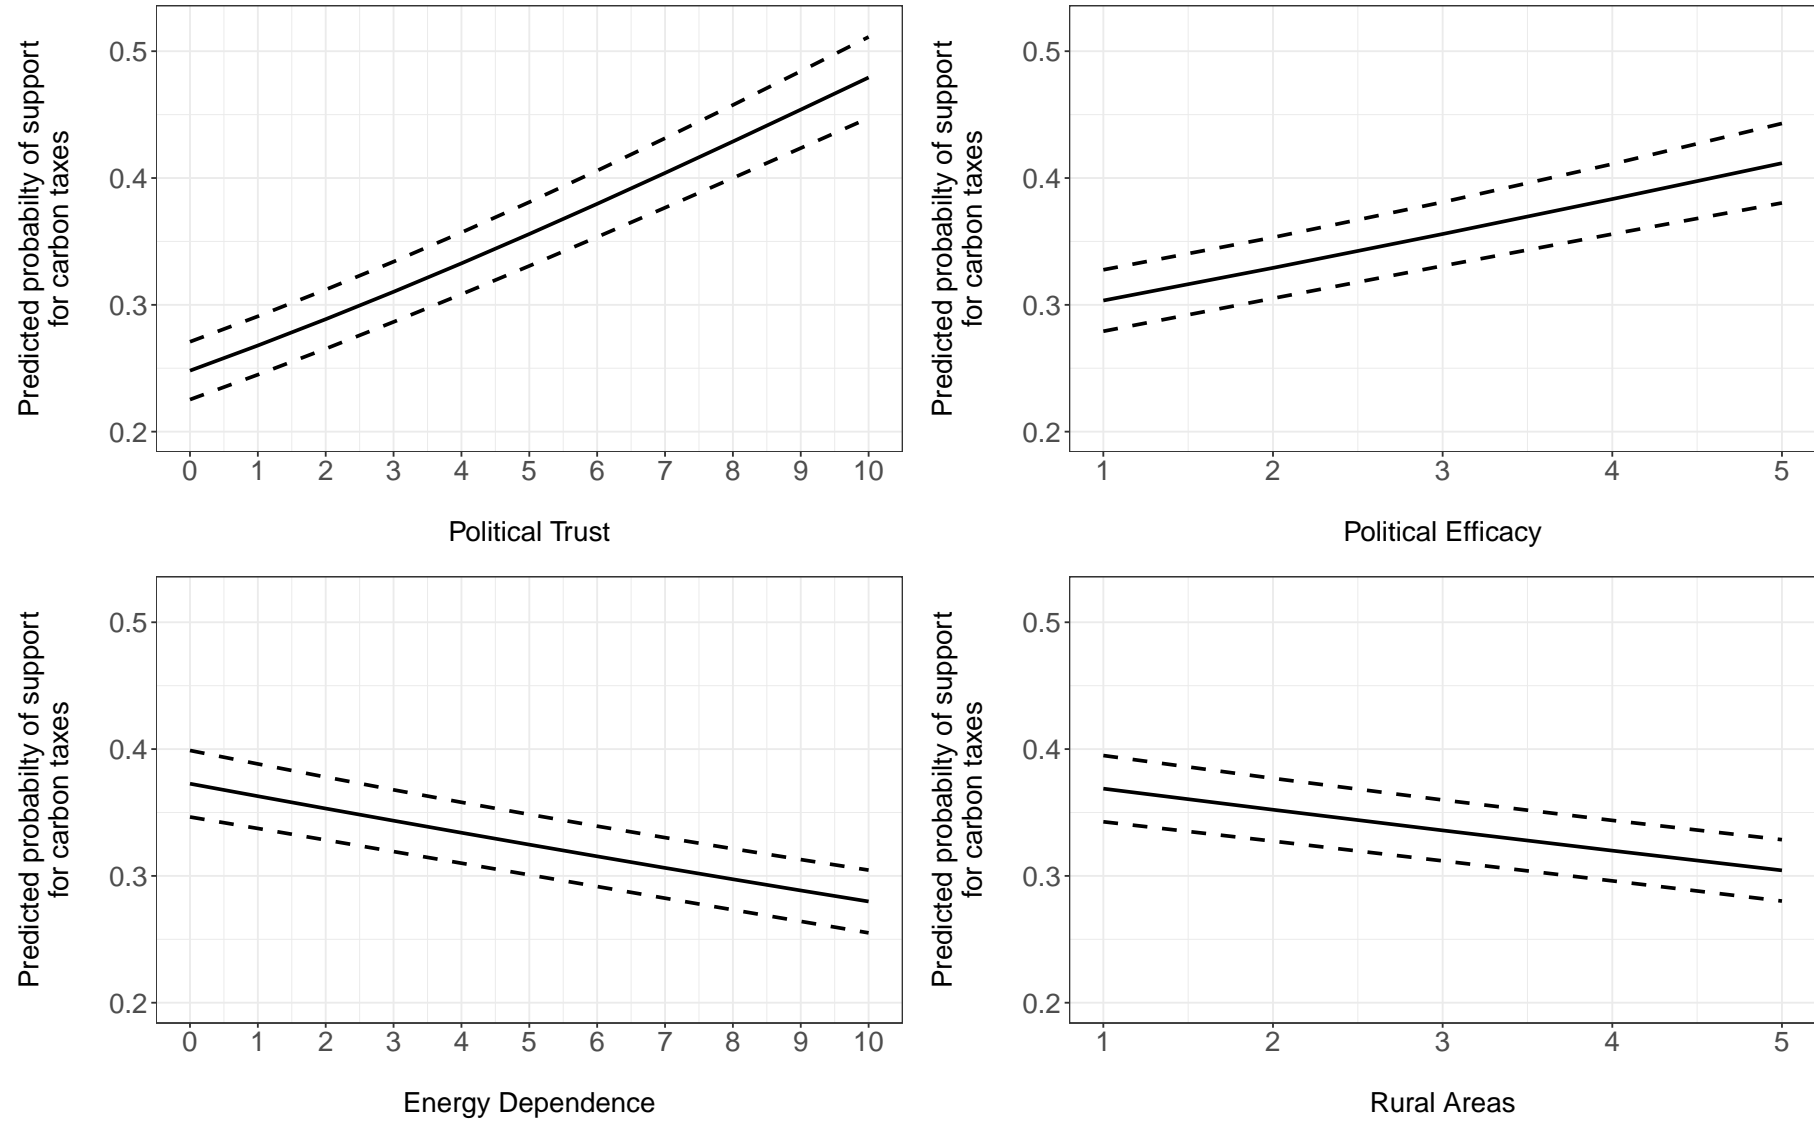 Predicted probabilty of support
for carbon taxes
0.5
0.4
0.3
0.2
0 1 2 3 4 5 6 7 8 9 10
Political Trust
Predicted probabilty of support
for carbon taxes
0.5
0.4
0.3
0.2
1 2 3 4 5
Political Efficacy
Predicted probabilty of support
for carbon taxes
0.5
0.4
0.3
0.2
0 1 2 3 4 5 6 7 8 9 10
Energy Dependence
Predicted probabilty of support
for carbon taxes
0.5
0.4
0.3
0.2
1 2 3 4 5
Rural Areas